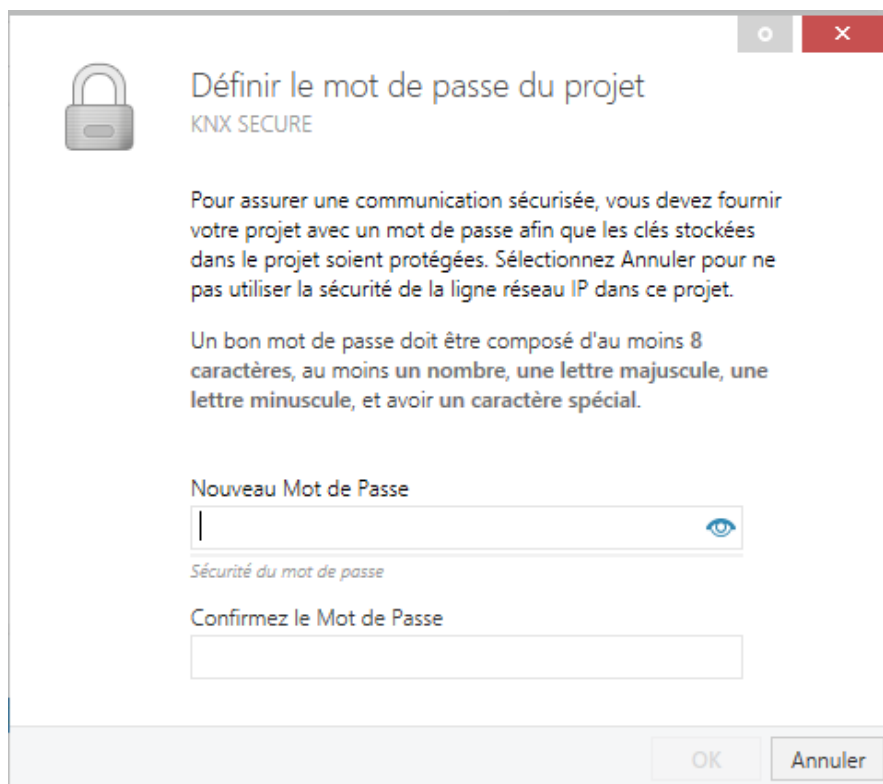 Définir le mot de passe du projet
KNX SECURE
Pour assurer une communication sécurisée, vous devez fournir
votre projet avec un mot de passe afin que les clés stockées
dans le projet soient protégées. Sélectionnez Annuler pour ne
pas utiliser la sécurité de la ligne réseau IP dans ce projet.
Un bon mot de passe doit être composé d'au moins 8
caractères, au moins un nombre, une lettre majuscule, une
lettre minuscule, et avoir un caractère spécial.
Nouveau Mot de Passe
Sécurité du mot de passe
Confirmez le Mot de Passe
OK Annuler